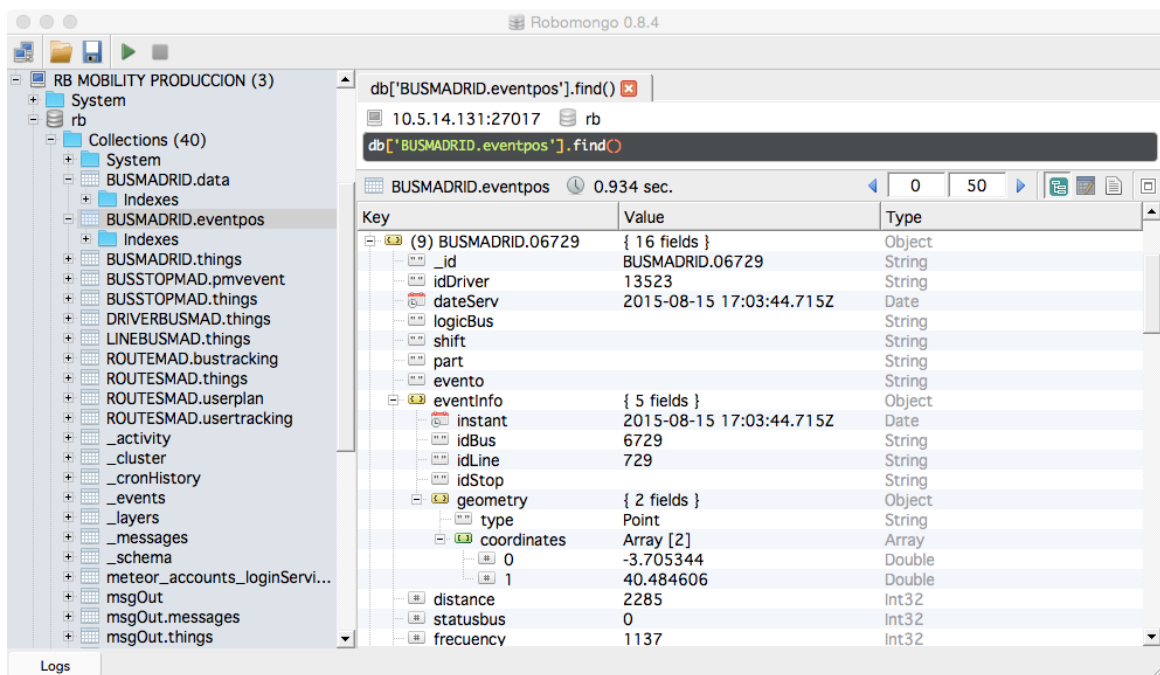 Robomongo 0.8.4
RB MOBILITY PRODUCCION (3)
System
rb
Collections (40)
System
BUSMADRID.data
Indexes
BUSMADRID.eventpos
Indexes
BUSMADRID.things
BUSSTOPMAD.pmvevent
BUSSTOPMAD.things
DRIVERBUSMAD.things
LINEBUSMAD.things
ROUTEMAD.bustracking
ROUTESMAD.things
ROUTESMAD.userplan
ROUTESMAD.usertracking
_activity
_cluster
_cronHistory
_events
_layers
_messages
_schema
meteor_accounts_loginServi...
msgOut
msgOut.messages
msgOut.things
db['BUSMADRID.eventpos'].find()
10.5.14.131:27017 rb
db['BUSMADRID.eventpos'].find()
BUSMADRID.eventpos 0.934 sec. 0 50
Key Value Type
(9) BUSMADRID.06729 { 16 fields } Object
_id BUSMADRID.06729 String
idDriver 13523 String
dateServ 2015-08-15 17:03:44.715Z Date
logicBus String
shift String
part String
evento String
eventInfo { 5 fields } Object
instant 2015-08-15 17:03:44.715Z Date
idBus 6729 String
idLine 729 String
idStop String
geometry { 2 fields } Object
type Point String
coordinates Array [2] Array
0 -3.705344 Double
1 40.484606 Double
distance 2285 Int32
statusbus 0 Int32
frecuency 1137 Int32
Logs